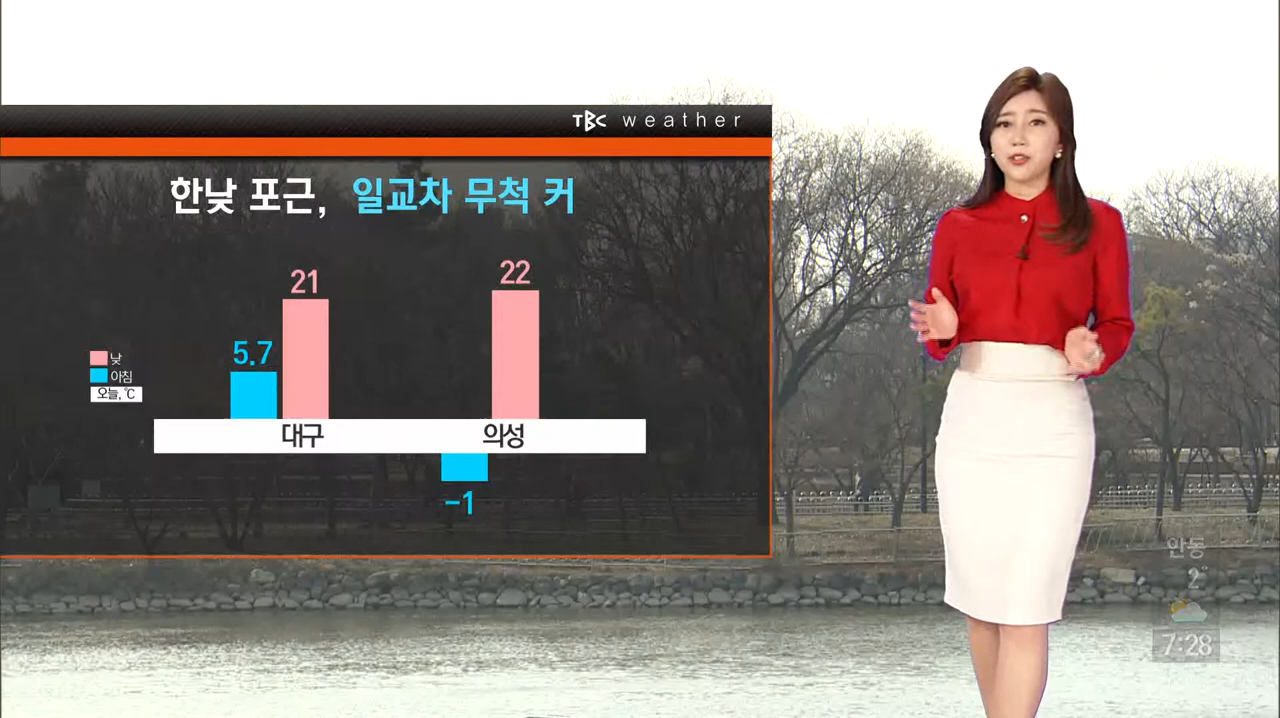 TBC weather
한낮 포근, 일교차 무척 커
21
22
5.7
낮
아침
오늘, ℃
대구
의성
-1
안동
2°
7:28